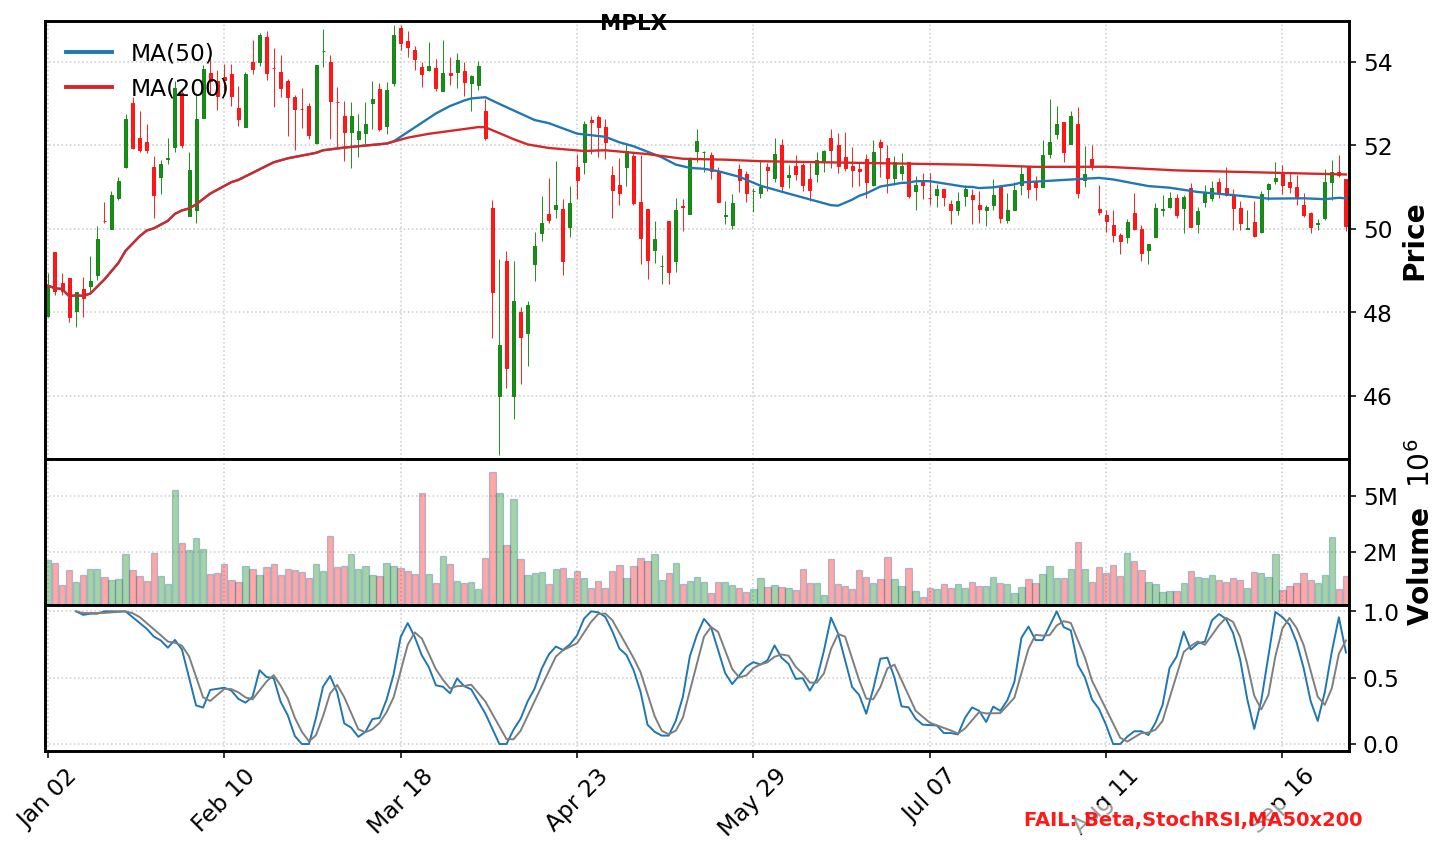 MPLX
MA(50)
MA(200)
54
52
50
48
46
Price
5M
2M
Volume 10⁶
1.0
0.5
0.0
Jan 02
Feb 10
Mar 18
Apr 23
May 29
Jul 07
Aug 11
Sep 16
FAIL: Beta,StochRSI,MA50x200